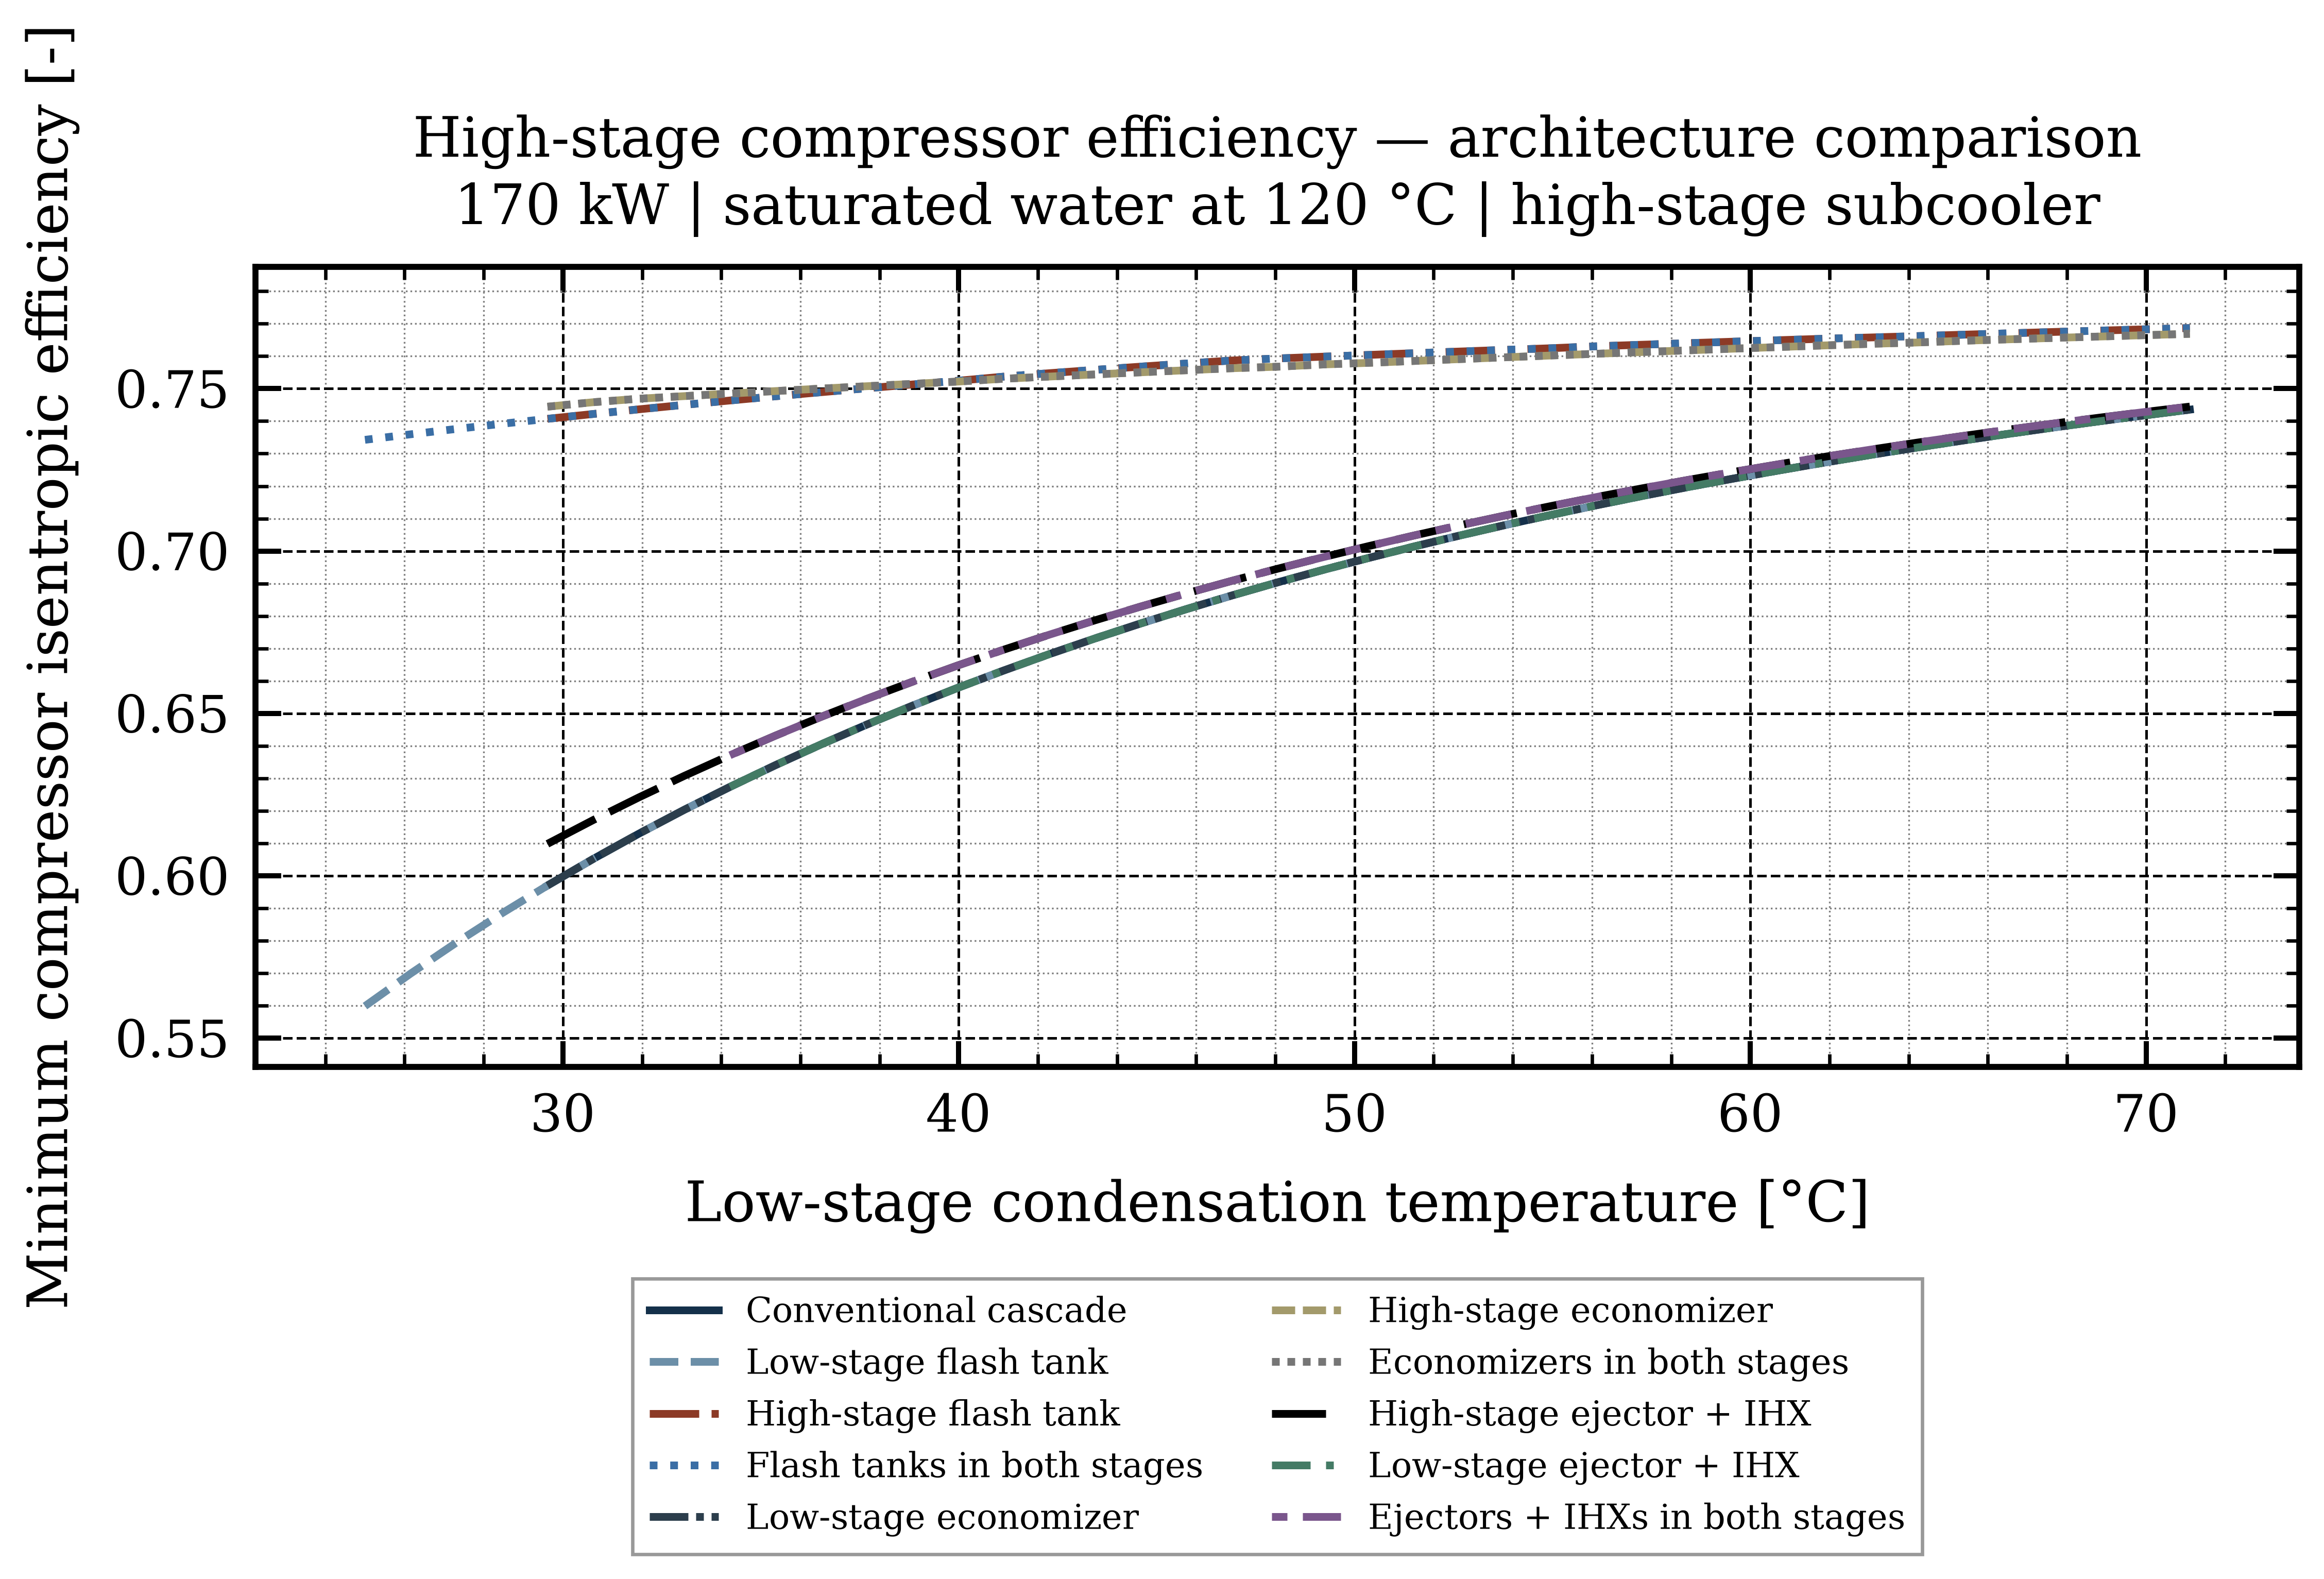 High-stage compressor efficiency — architecture comparison
170 kW | saturated water at 120 °C | high-stage subcooler
Minimum compressor isentropic efficiency [-]
0.75
0.70
0.65
0.60
0.55
30 40 50 60 70
Low-stage condensation temperature [°C]
Conventional cascade
Low-stage flash tank
High-stage flash tank
Flash tanks in both stages
Low-stage economizer
High-stage economizer
Economizers in both stages
High-stage ejector + IHX
Low-stage ejector + IHX
Ejectors + IHXs in both stages